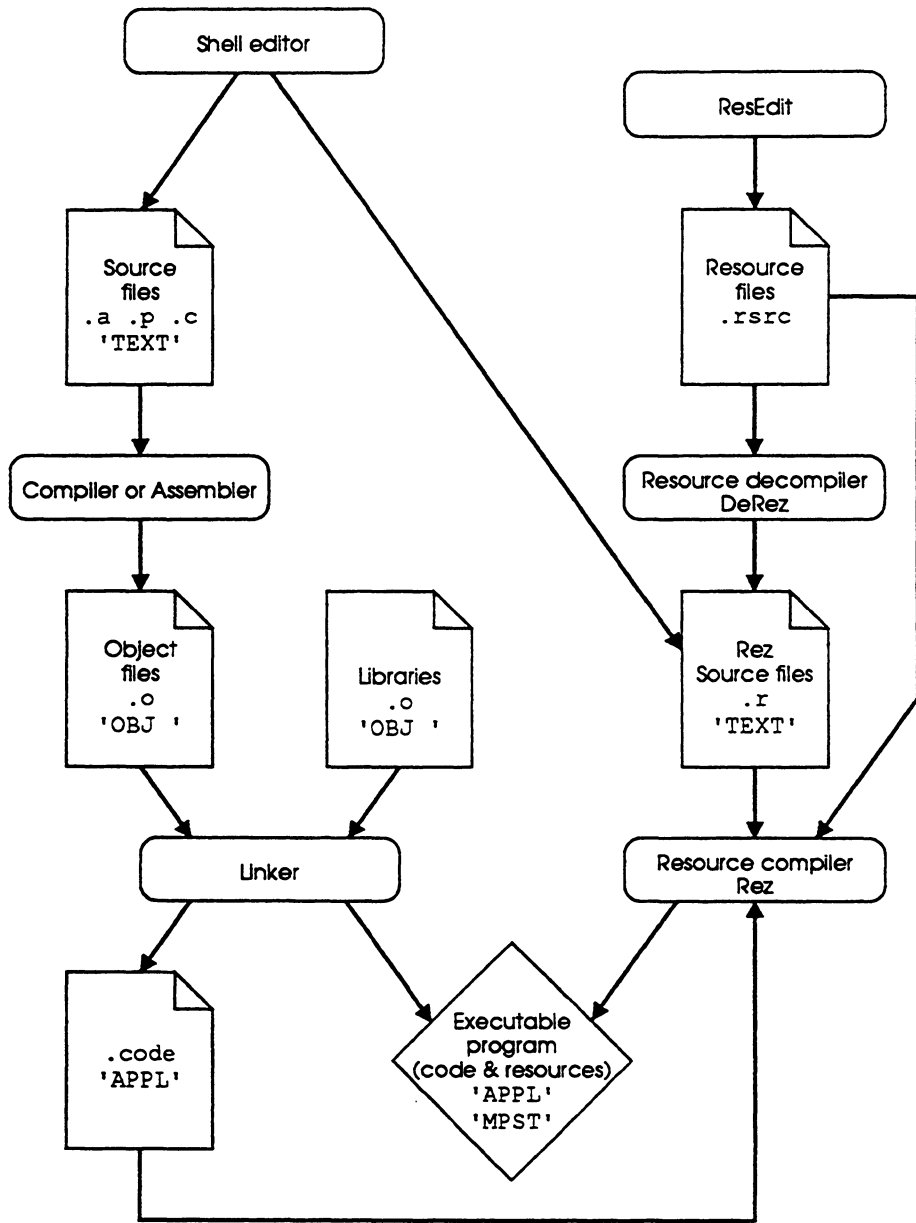 Shell editor
ResEdit
Source
files
.a .p .c
'TEXT'
Resource
files
.rsrc
Compiler or Assembler
Resource decompiler
DeRez
Object
files
.o
'OBJ '
Libraries
.o
'OBJ '
Rez
Source files
.r
'TEXT'
Linker
Resource compiler
Rez
.code
'APPL'
Executable
program
(code & resources)
'APPL'
'MPST'